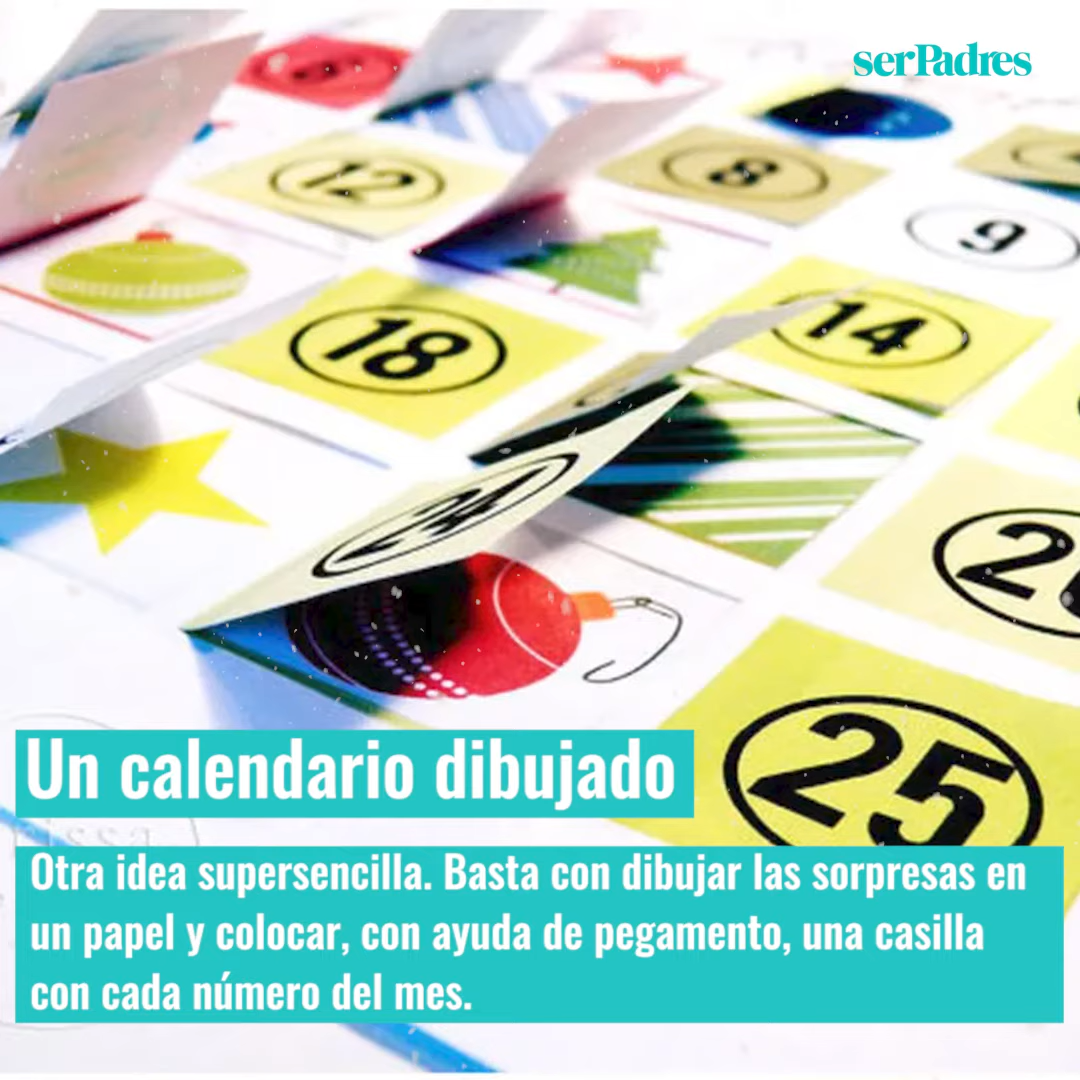 serPadres
12
8
9
18
14
24
25
Un calendario dibujado
Otra idea supersencilla. Basta con dibujar las sorpresas en
un papel y colocar, con ayuda de pegamento, una casilla
con cada número del mes.